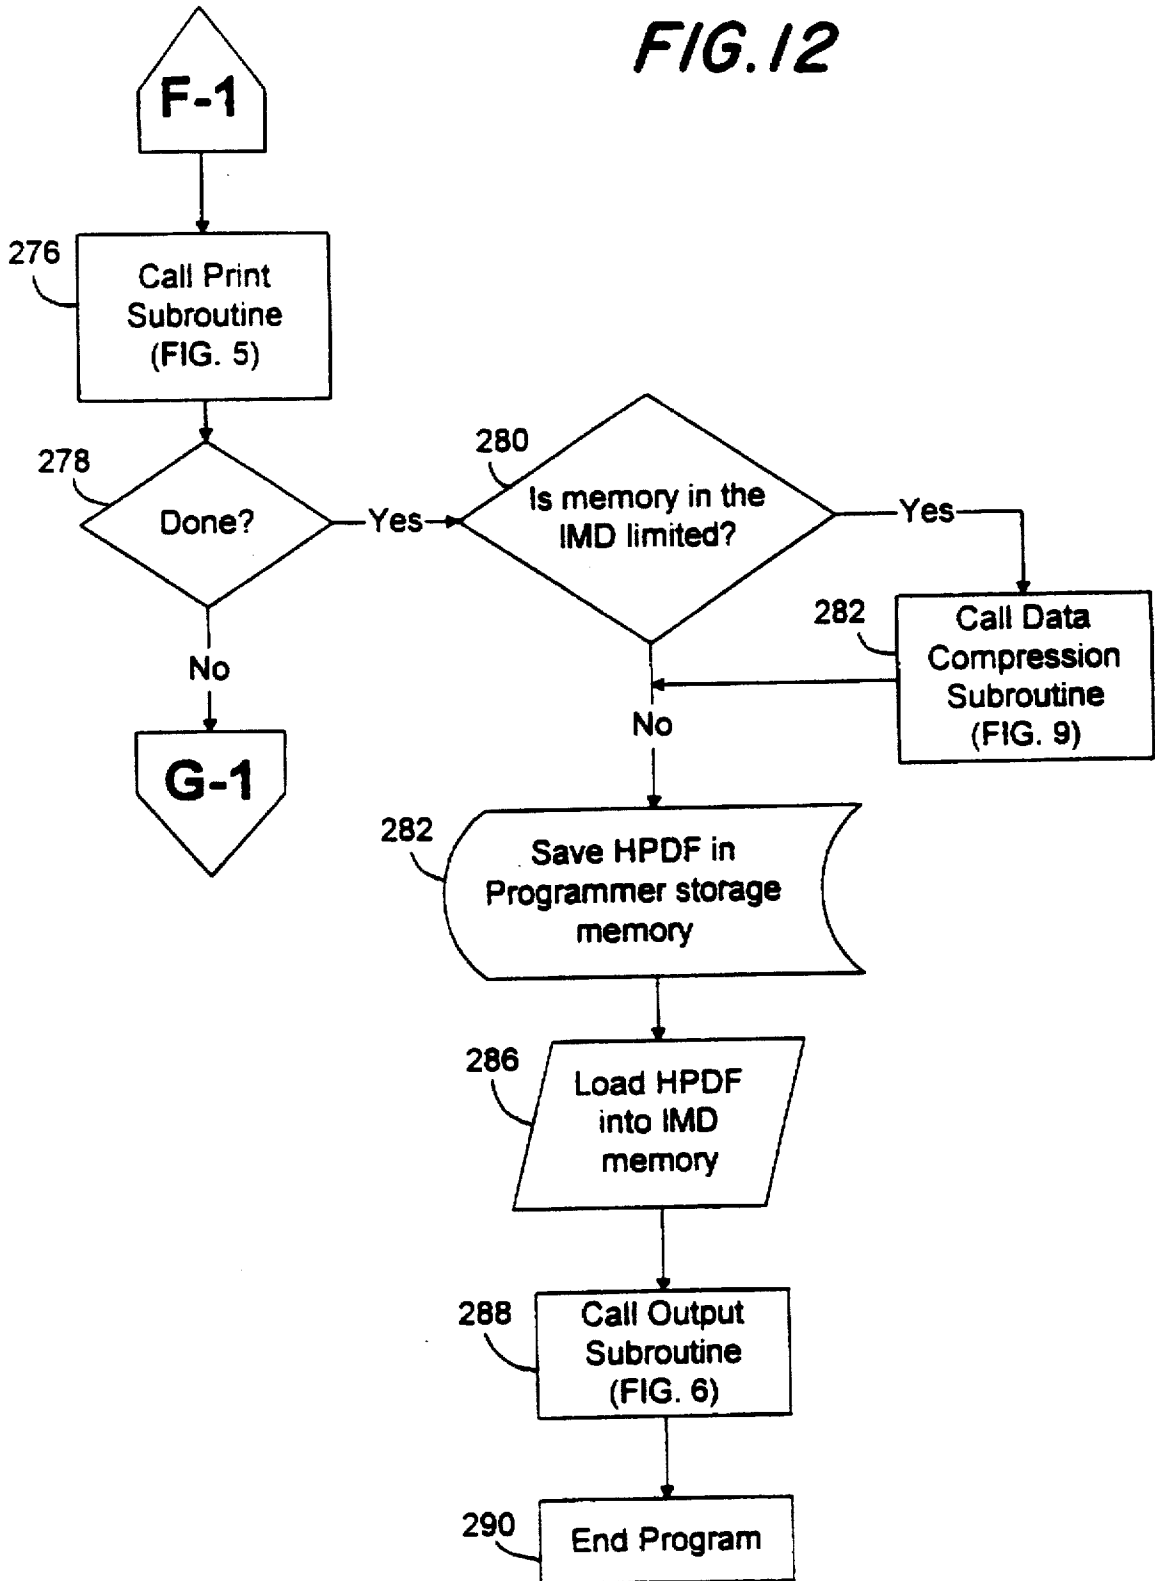 FIG.12
F-1
276
Call Print
Subroutine
(FIG. 5)
278
Done?
Yes
280
Is memory in the
IMD limited?
Yes
282
Call Data
Compression
Subroutine
(FIG. 9)
No
G-1
No
282
Save HPDF in
Programmer storage
memory
286
Load HPDF
into IMD
memory
288
Call Output
Subroutine
(FIG. 6)
290
End Program